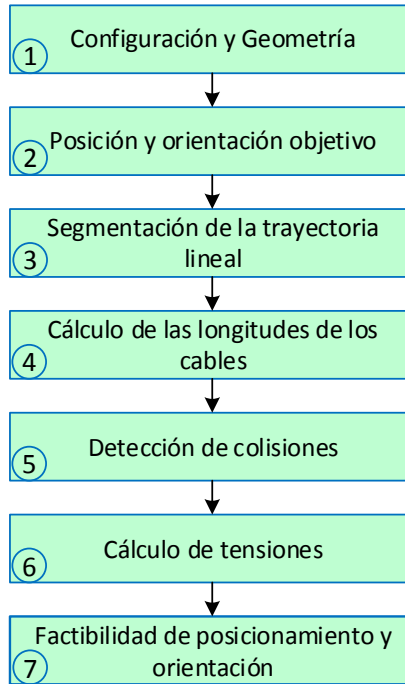 Configuración y Geometría
1
Posición y orientación objetivo
2
Segmentación de la trayectoria
lineal
3
Cálculo de las longitudes de los
cables
4
Detección de colisiones
5
Cálculo de tensiones
6
Factibilidad de posicionamiento y
orientación
7